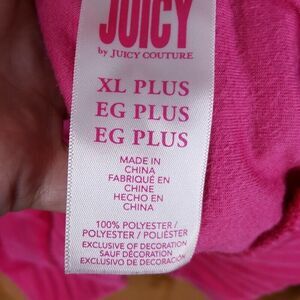 JUICY
by JUICY COUTURE
XL PLUS
EG PLUS
EG PLUS
MADE IN
CHINA
FABRIQUÉ EN
CHINE
HECHO EN
CHINA
100% POLYESTER/
POLYESTER / POLIÉSTER
EXCLUSIVE OF DECORATION
SAUF DÉCORATION
EXCLUSIVO DE DECORACIÓN